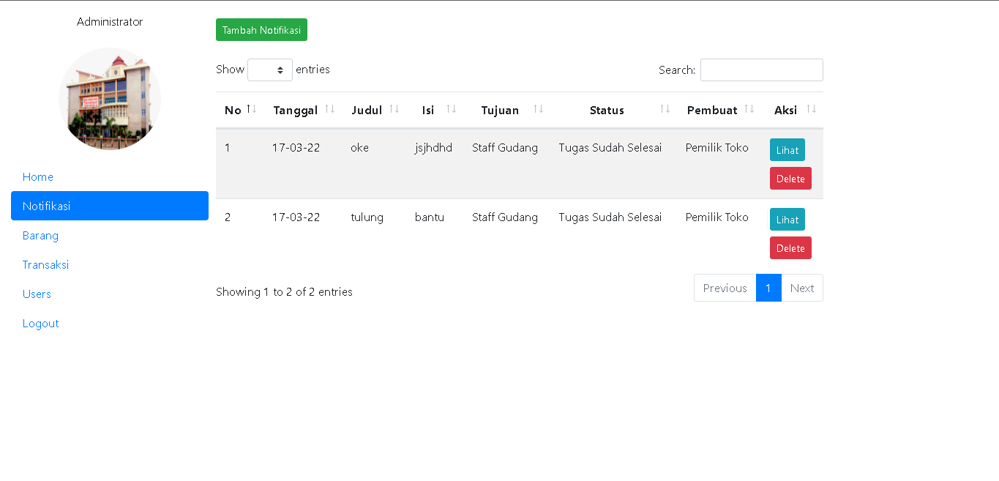 Administrator
Home
Notifikasi
Barang
Transaksi
Users
Logout
Tambah Notifikasi
Show entries
Search:
No Tanggal Judul Isi Tujuan Status Pembuat Aksi
1 17-03-22 oke jsjhdhd Staff Gudang Tugas Sudah Selesai Pemilik Toko Lihat
Delete
2 17-03-22 tulung bantu Staff Gudang Tugas Sudah Selesai Pemilik Toko Lihat
Delete
Showing 1 to 2 of 2 entries
Previous 1 Next